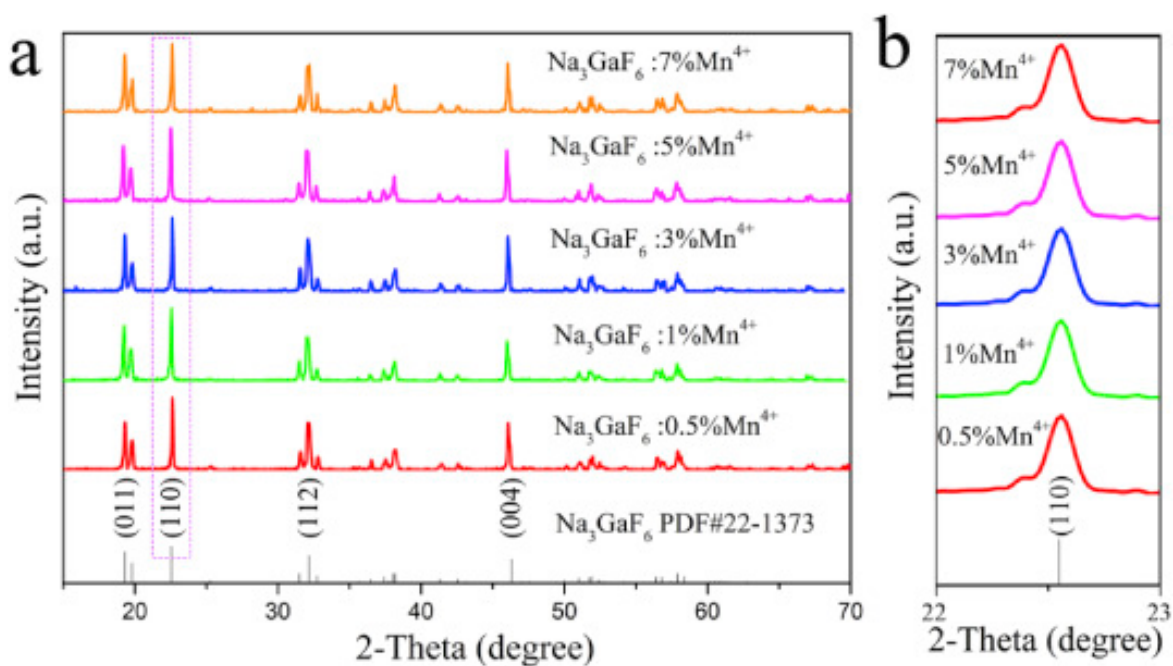 a
Na₃GaF₆ :7%Mn⁴⁺
Na₃GaF₆ :5%Mn⁴⁺
Na₃GaF₆ :3%Mn⁴⁺
Na₃GaF₆ :1%Mn⁴⁺
Na₃GaF₆ :0.5%Mn⁴⁺
(011)
(110)
(112)
(004)
Na₃GaF₆ PDF#22-1373
Intensity (a.u.)
20 30 40 50 60 70
2-Theta (degree)
b
7%Mn⁴⁺
5%Mn⁴⁺
3%Mn⁴⁺
1%Mn⁴⁺
0.5%Mn⁴⁺
(110)
Intensity (a.u.)
22 23
2-Theta (degree)